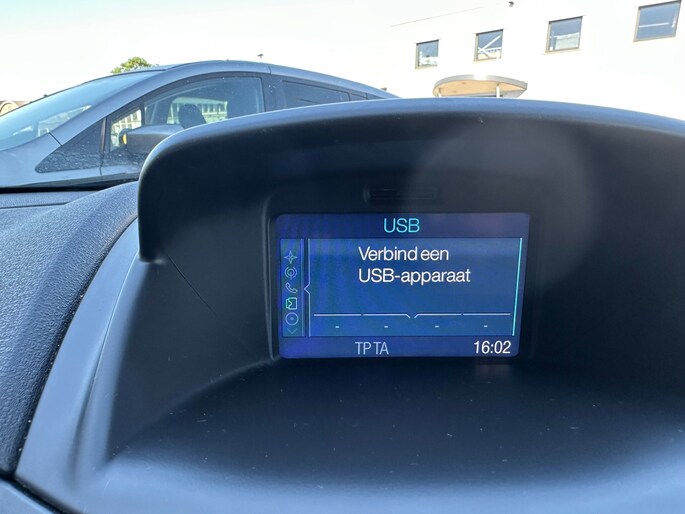 USB
Verbind een
USB-apparaat
- - - -
TP TA 16:02